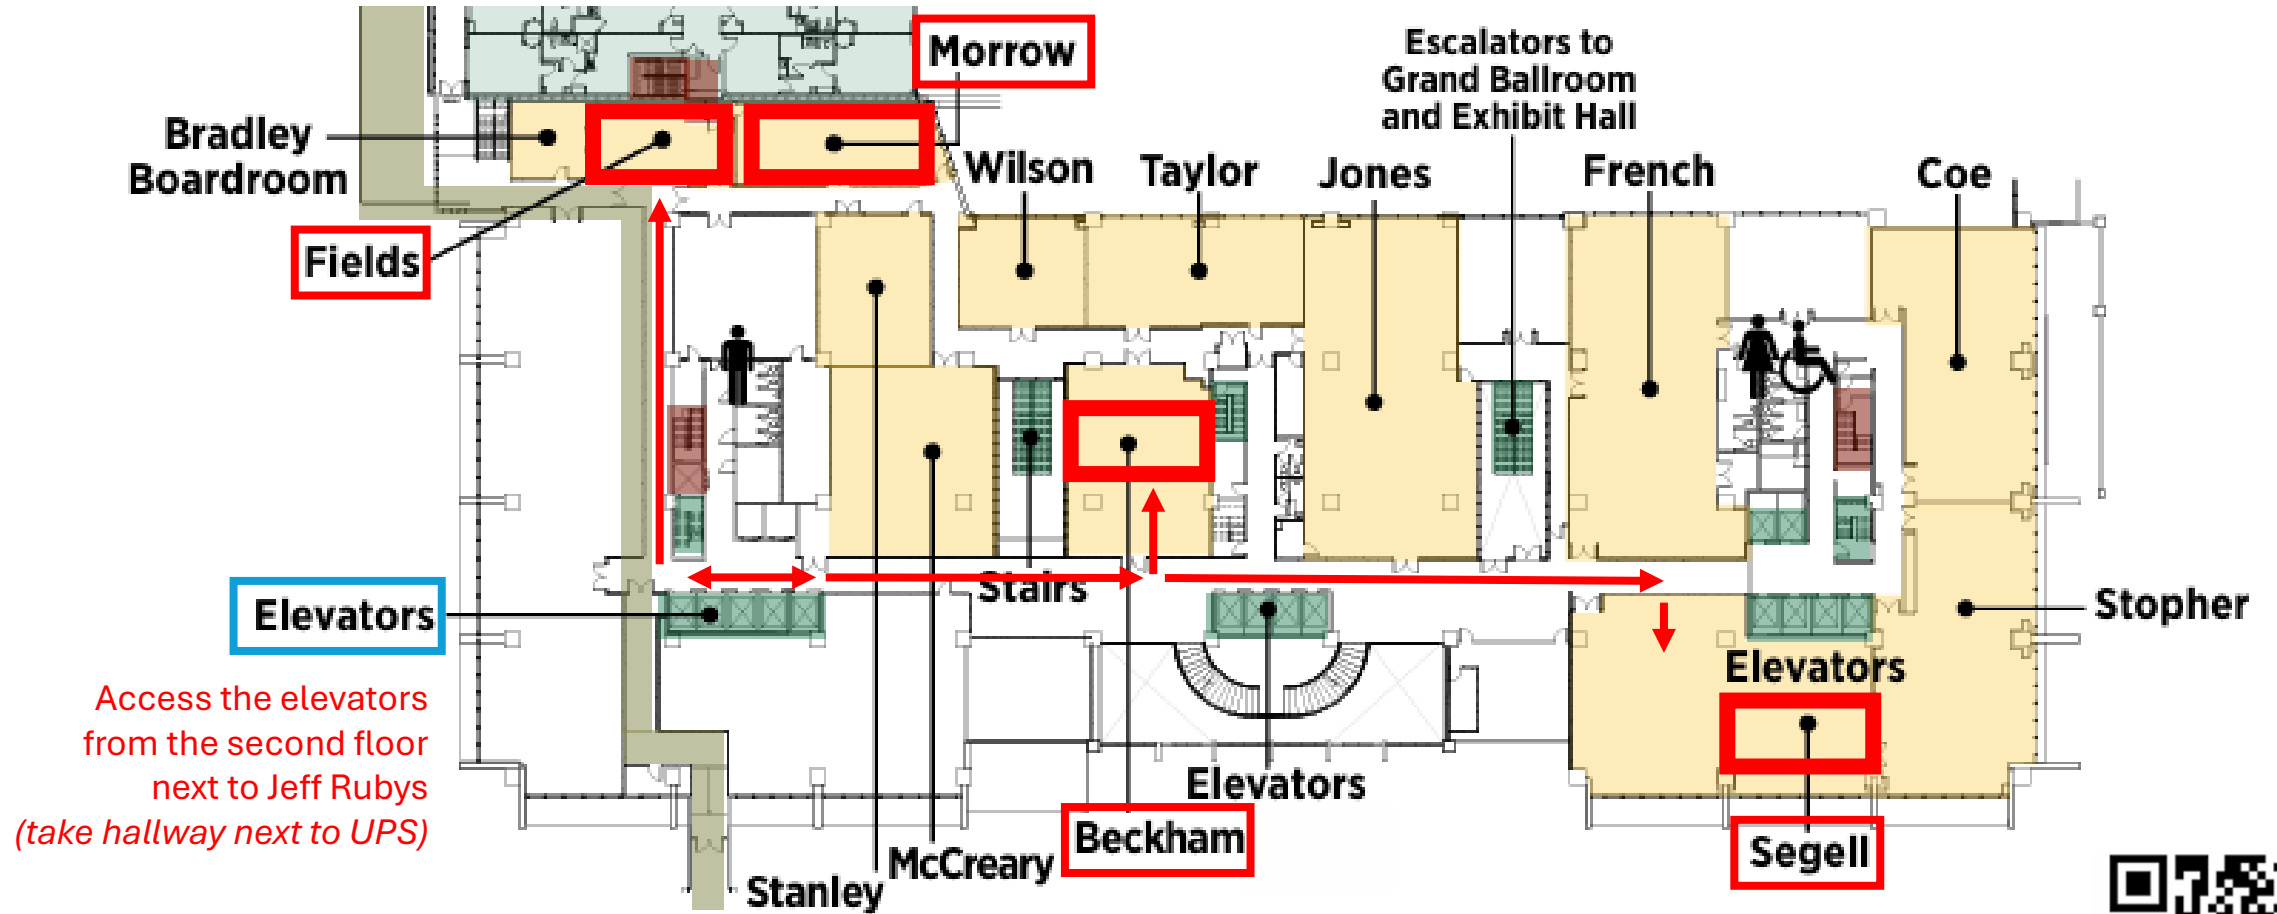 Morrow
Escalators to
Grand Ballroom
and Exhibit Hall
Bradley
Boardroom
Wilson
Taylor
Jones
French
Coe
Fields
Elevators
Stairs
Stopher
Elevators
Access the elevators
from the second floor
next to Jeff Rubys
(take hallway next to UPS)
Elevators
Beckham
Segell
McCreary
Stanley